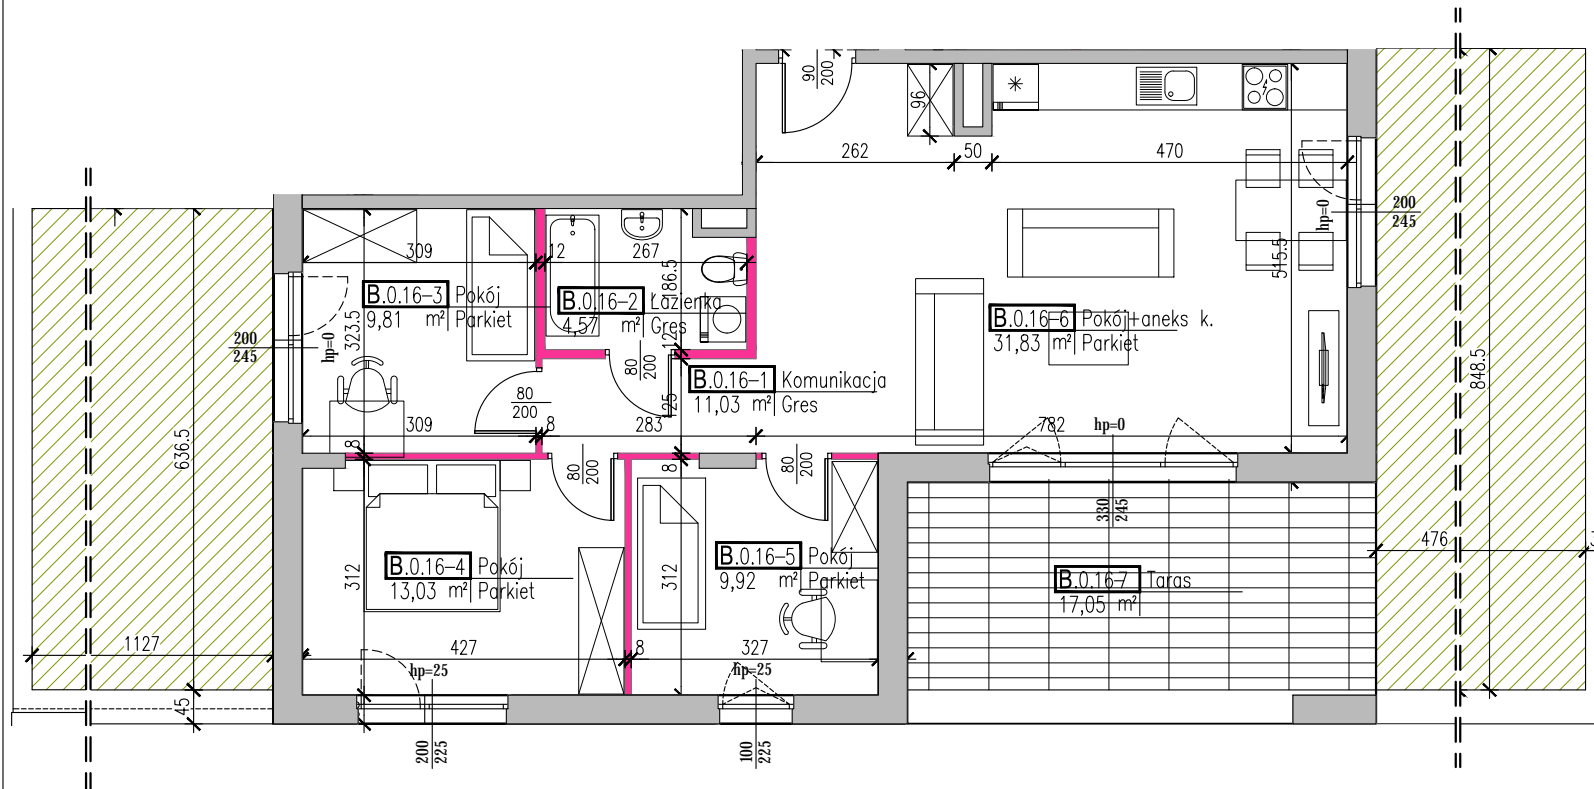 90
200
96
262
50
470
200
245
hp=0
515.5
309
12
267
186.5
B.0.16-3 Pokój
9,81 m² Parkiet
B.0.16-2 Łazienka
4,57 m² Gres
B.0.16-6 Pokój+aneks k.
31,83 m² Parkiet
200
245
hp=0
323.5
12
80
200
B.0.16-1 Komunikacja
11,03 m² Gres
80
200
125
848.5
309
8
283
782
hp=0
636.5
8
80
200
8
80
200
330
245
476
B.0.16-4 Pokój
13,03 m² Parkiet
312
B.0.16-5 Pokój
9,92 m² Parkiet
312
B.0.16-7 Taras
17,05 m²
1127
427
8
327
hp=25
hp=25
45
200
225
100
225